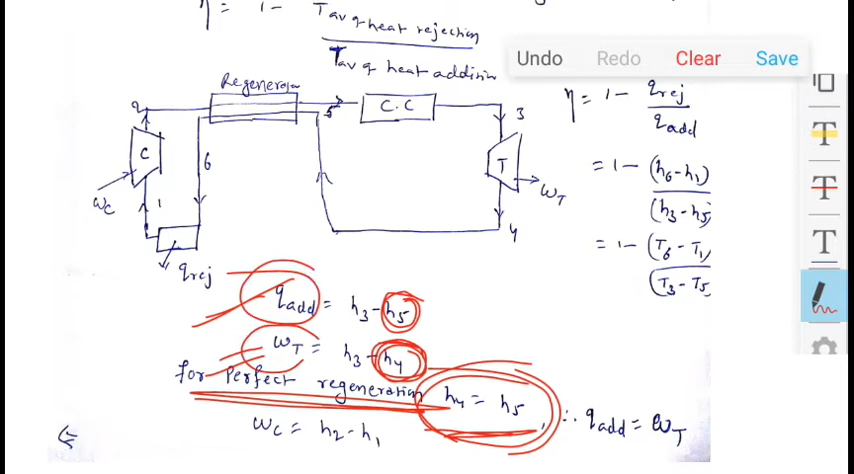 η = 1 - Tav of heat rejection
Tav of heat addition
Undo Redo Clear Save
Regenerator
2
5
C.C
3
C
6
T
wc
1
wT
4
qrej
η = 1 - qrej
qadd
= 1 - (h6 - h1)
(h3 - h5)
= 1 - (T6 - T1)
(T3 - T5)
qadd = h3 - h5
wT = h3 - h4
for perfect regeneration h4 = h5, ∴ qadd = wT
wc = h2 - h1
T
T
T